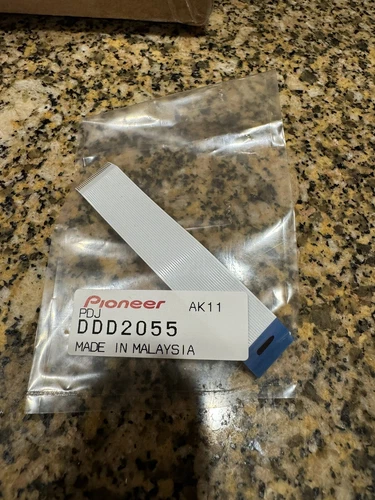 Pioneer AK11
PDJ
DDD2055
MADE IN MALAYSIA